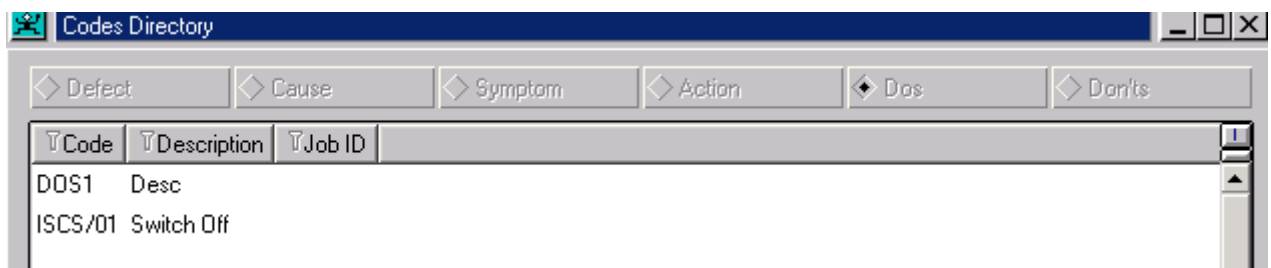 Codes Directory
Defect Cause Symptom Action Dos Don'ts
Code Description Job ID
DOS1 Desc
ISCS/01 Switch Off